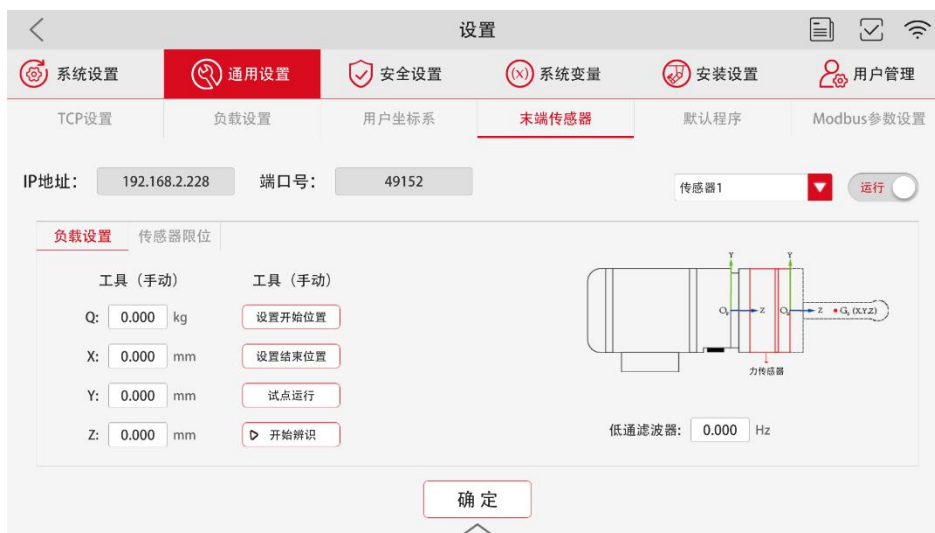 设置
系统设置 通用设置 安全设置 (x) 系统变量 安装设置 用户管理
TCP设置 负载设置 用户坐标系 末端传感器 默认程序 Modbus参数设置
IP地址： 192.168.2.228 端口号： 49152 传感器1 运行
负载设置 传感器限位
工具（手动） 工具（手动）
Q: 0.000 kg 设置开始位置
X: 0.000 mm 设置结束位置
Y: 0.000 mm 试点运行
Z: 0.000 mm 开始辨识
Y Y
Z Z G (X,Y,Z)
力传感器
低通滤波器: 0.000 Hz
确定